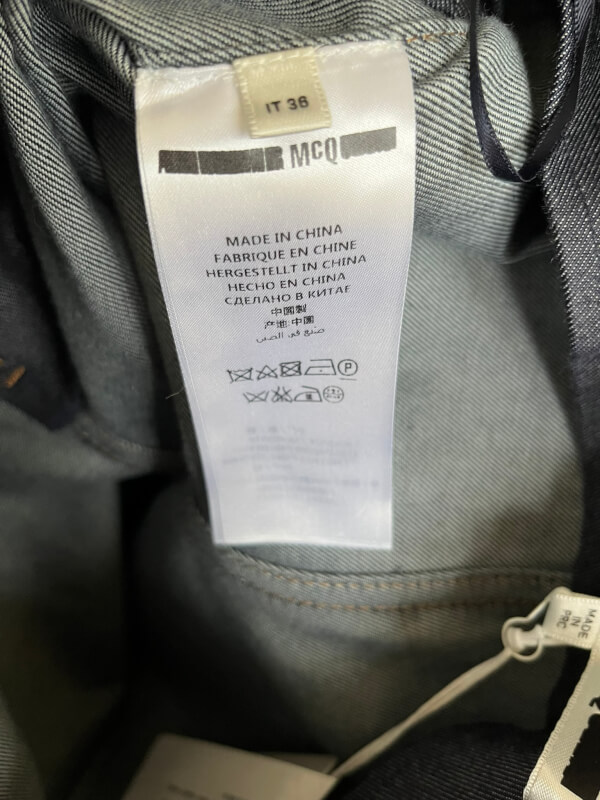 IT 36
MCQ
MADE IN CHINA
FABRIQUE EN CHINE
HERGESTELLT IN CHINA
HECHO EN CHINA
СДЕЛАНО В КИТАЕ
中國製
产地:中国
صنع في الصين
P
MADE
IN
PRC